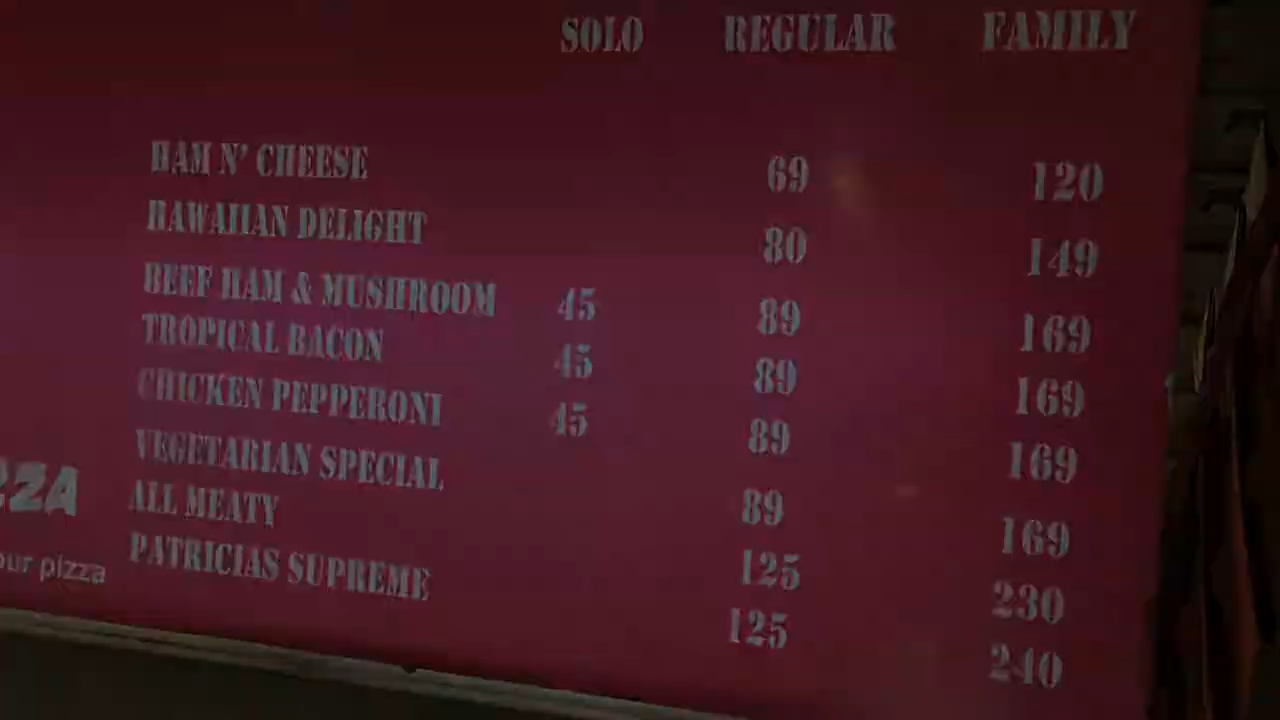 SOLO REGULAR FAMILY
HAM N' CHEESE 69 120
HAWAIIAN DELIGHT 80 149
BEEF HAM & MUSHROOM 45 89 169
TROPICAL BACON 45 89 169
CHICKEN PEPPERONI 45 89 169
VEGETARIAN SPECIAL 89 169
ALL MEATY 125 230
PATRICIAS SUPREME 125 240
ZZA
our pizza